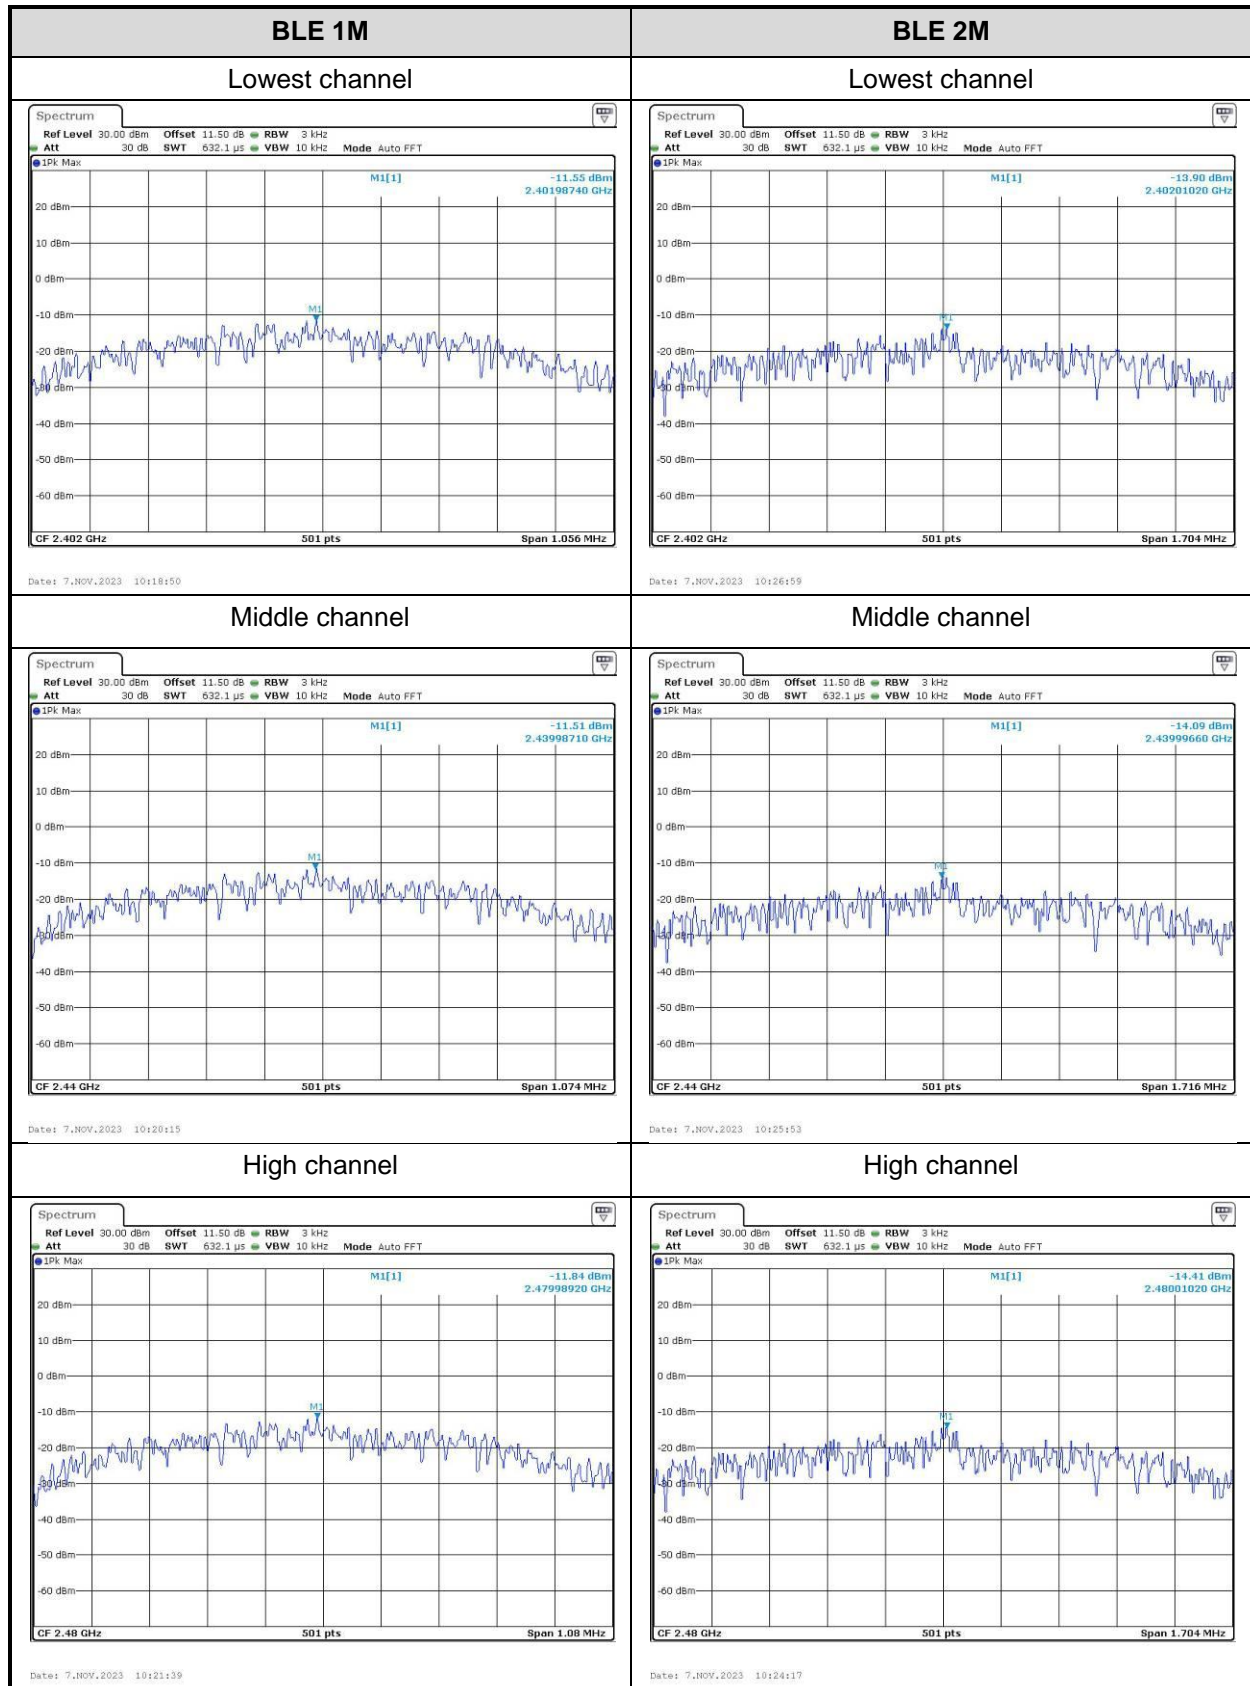 BLE 1M
BLE 2M
Lowest channel
Lowest channel
Spectrum
Ref Level 30.00 dBm Offset 11.50 dB RBW 3 kHz
Att 30 dB SWT 632.1 µs VBW 10 kHz Mode Auto FFT
1Pk Max
M1[1] -11.55 dBm
2.40198740 GHz
20 dBm
10 dBm
0 dBm
M1
-10 dBm
-20 dBm
-30 dBm
-40 dBm
-50 dBm
-60 dBm
CF 2.402 GHz 501 pts Span 1.056 MHz
Date: 7.NOV.2023 10:18:50
Spectrum
Ref Level 30.00 dBm Offset 11.50 dB RBW 3 kHz
Att 30 dB SWT 632.1 µs VBW 10 kHz Mode Auto FFT
1Pk Max
M1[1] -13.90 dBm
2.40201020 GHz
20 dBm
10 dBm
0 dBm
-10 dBm
M1
-20 dBm
-30 dBm
-40 dBm
-50 dBm
-60 dBm
CF 2.402 GHz 501 pts Span 1.704 MHz
Date: 7.NOV.2023 10:26:59
Middle channel
Middle channel
Spectrum
Ref Level 30.00 dBm Offset 11.50 dB RBW 3 kHz
Att 30 dB SWT 632.1 µs VBW 10 kHz Mode Auto FFT
1Pk Max
M1[1] -11.51 dBm
2.43998710 GHz
20 dBm
10 dBm
0 dBm
M1
-10 dBm
-20 dBm
-30 dBm
-40 dBm
-50 dBm
-60 dBm
CF 2.44 GHz 501 pts Span 1.074 MHz
Date: 7.NOV.2023 10:20:15
Spectrum
Ref Level 30.00 dBm Offset 11.50 dB RBW 3 kHz
Att 30 dB SWT 632.1 µs VBW 10 kHz Mode Auto FFT
1Pk Max
M1[1] -14.09 dBm
2.43999660 GHz
20 dBm
10 dBm
0 dBm
-10 dBm
M1
-20 dBm
-30 dBm
-40 dBm
-50 dBm
-60 dBm
CF 2.44 GHz 501 pts Span 1.716 MHz
Date: 7.NOV.2023 10:25:53
High channel
High channel
Spectrum
Ref Level 30.00 dBm Offset 11.50 dB RBW 3 kHz
Att 30 dB SWT 632.1 µs VBW 10 kHz Mode Auto FFT
1Pk Max
M1[1] -11.84 dBm
2.47998920 GHz
20 dBm
10 dBm
0 dBm
M1
-10 dBm
-20 dBm
-30 dBm
-40 dBm
-50 dBm
-60 dBm
CF 2.48 GHz 501 pts Span 1.08 MHz
Date: 7.NOV.2023 10:21:39
Spectrum
Ref Level 30.00 dBm Offset 11.50 dB RBW 3 kHz
Att 30 dB SWT 632.1 µs VBW 10 kHz Mode Auto FFT
1Pk Max
M1[1] -14.41 dBm
2.48001020 GHz
20 dBm
10 dBm
0 dBm
-10 dBm
M1
-20 dBm
-30 dBm
-40 dBm
-50 dBm
-60 dBm
CF 2.48 GHz 501 pts Span 1.704 MHz
Date: 7.NOV.2023 10:24:17